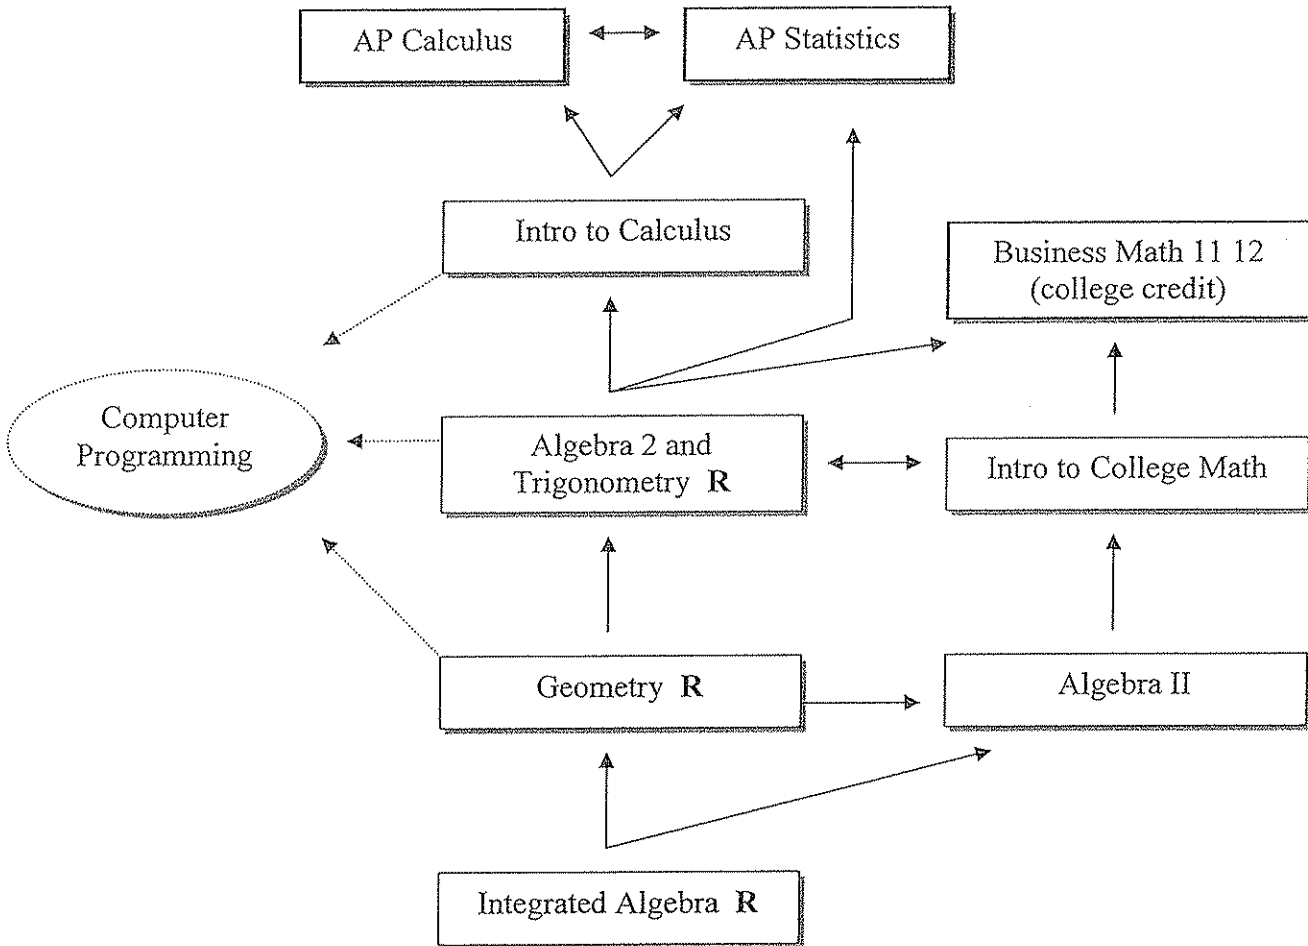 AP Calculus
AP Statistics
Intro to Calculus
Business Math 11 12
(college credit)
Computer
Programming
Algebra 2 and
Trigonometry R
Intro to College Math
Geometry R
Algebra II
Integrated Algebra R